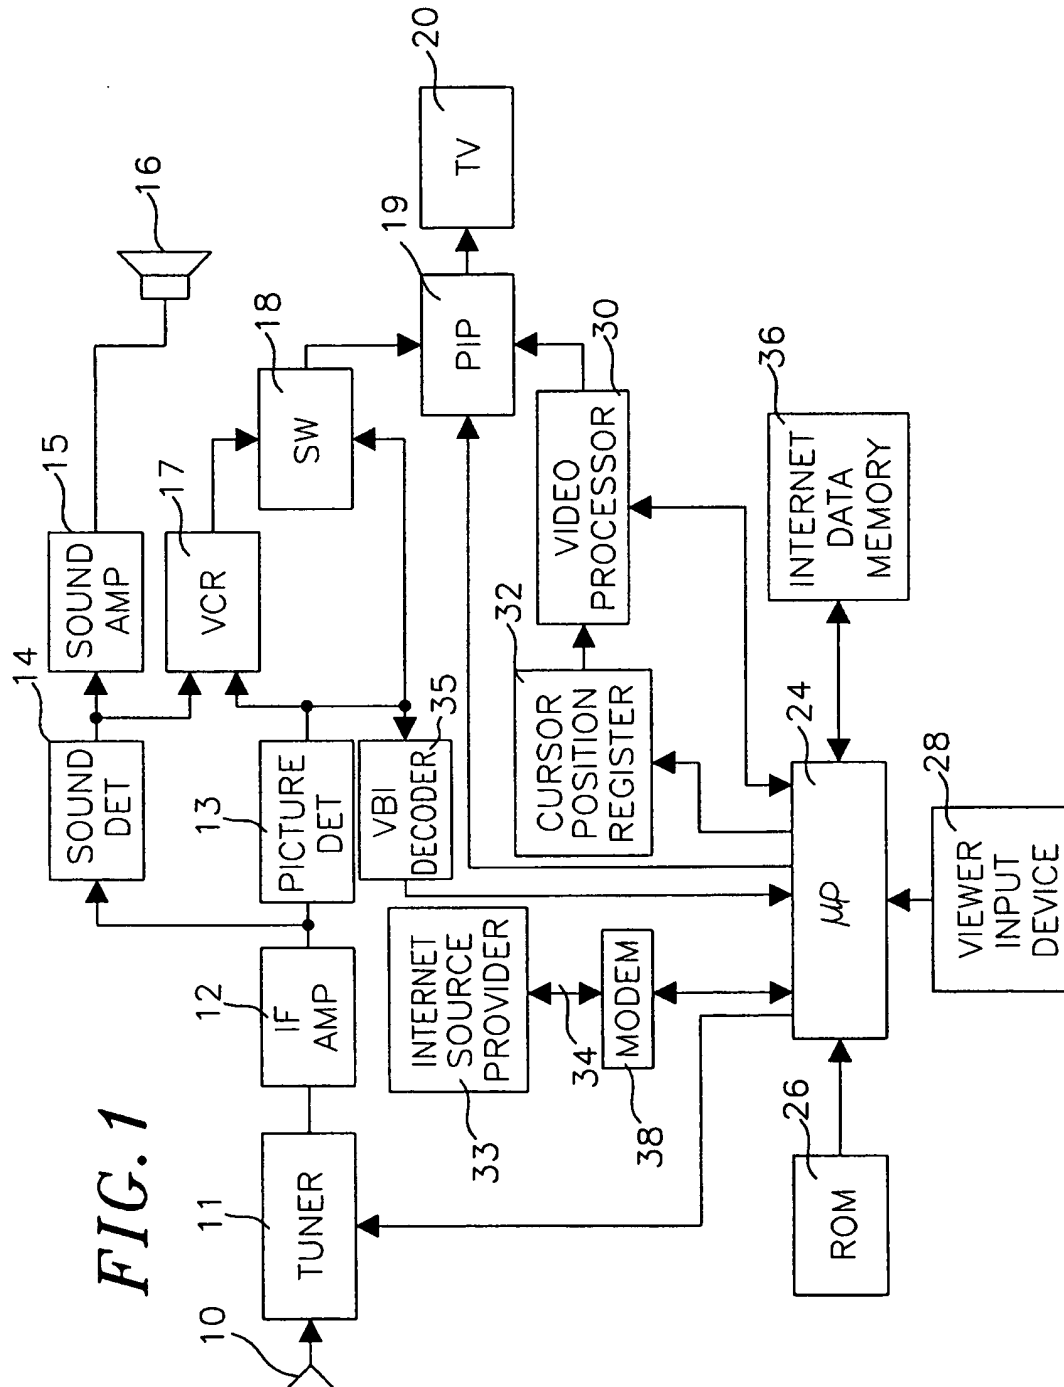 FIG. 1
10
11
TUNER
12
IF
AMP
13
PICTURE
DET
14
SOUND
DET
15
SOUND
AMP
16
17
VCR
18
SW
19
PIP
20
TV
35
VBI
DECODER
33
INTERNET
SOURCE
PROVIDER
34
38
MODEM
32
CURSOR
POSITION
REGISTER
30
VIDEO
PROCESSOR
36
INTERNET
DATA
MEMORY
24
μP
26
ROM
28
VIEWER
INPUT
DEVICE